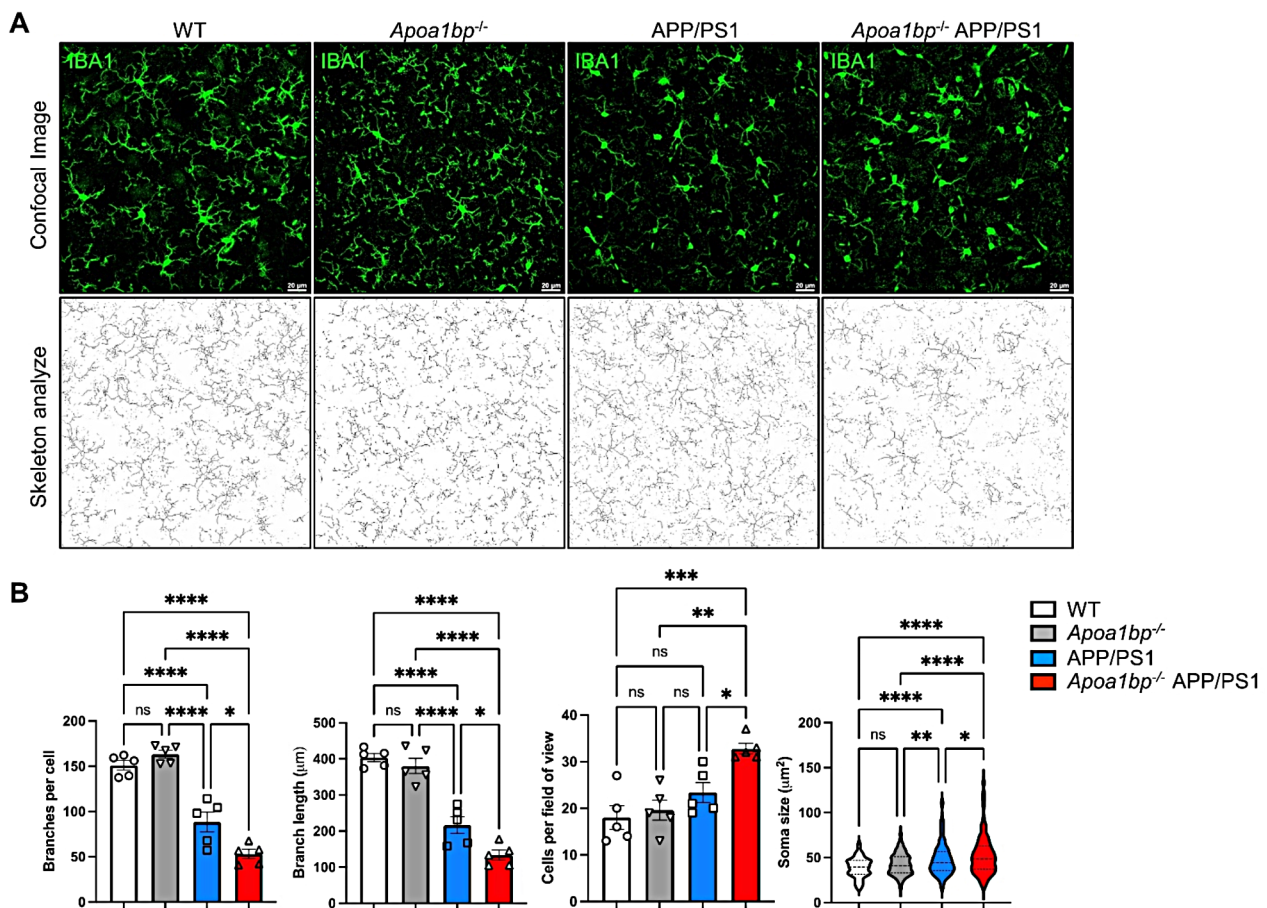 A
WT
Apoa1bp-/-
APP/PS1
Apoa1bp-/- APP/PS1
Confocal Image
IBA1
IBA1
IBA1
IBA1
20 µm
20 µm
20 µm
20 µm
Skeleton analyze
B
****
****
****
ns
****
*
Branches per cell
200
150
100
50
0
****
****
****
ns
****
*
Branch length (µm)
500
400
300
200
100
0
***
**
ns
ns
ns
*
Cells per field of view
40
30
20
10
0
****
****
****
ns
**
*
Soma size (µm2)
200
150
100
50
0
WT
Apoa1bp-/-
APP/PS1
Apoa1bp-/- APP/PS1